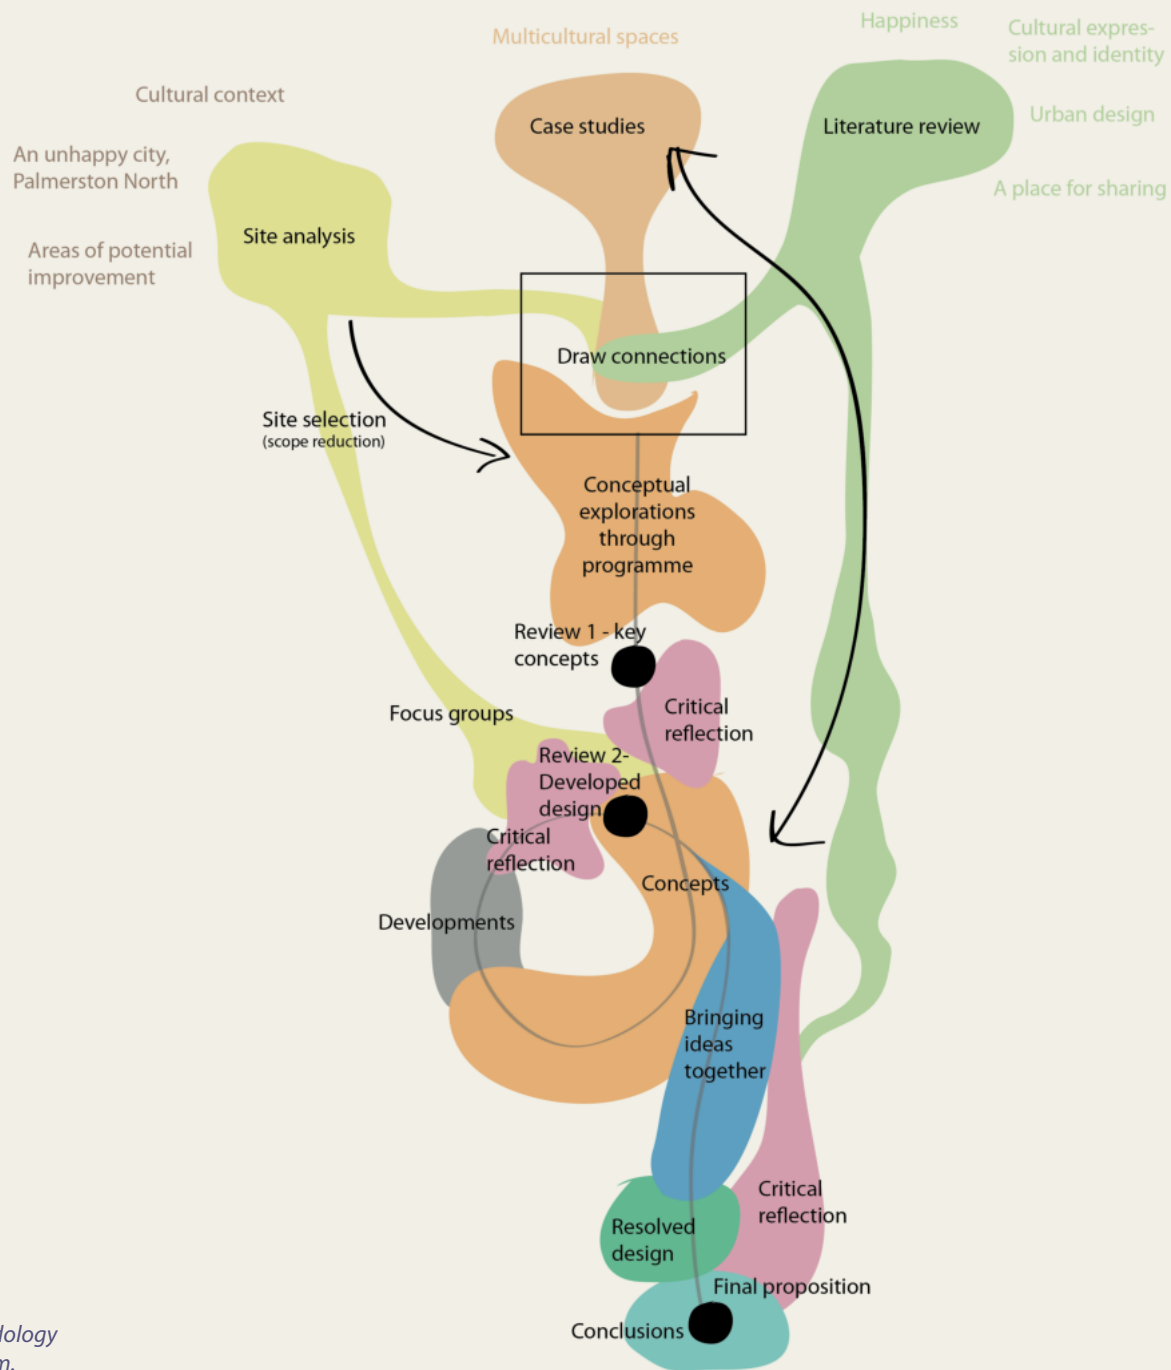 Happiness
Cultural expres-
sion and identity
Multicultural spaces
Cultural context
Urban design
Case studies
Literature review
An unhappy city,
Palmerston North
A place for sharing
Site analysis
Areas of potential
improvement
Draw connections
Site selection
(scope reduction)
Conceptual
explorations
through
programme
Review 1 - key
concepts
Critical
reflection
Focus groups
Review 2-
Developed
design
Critical
reflection
Concepts
Developments
Bringing
ideas
together
Critical
reflection
Resolved
design
Final proposition
Conclusions